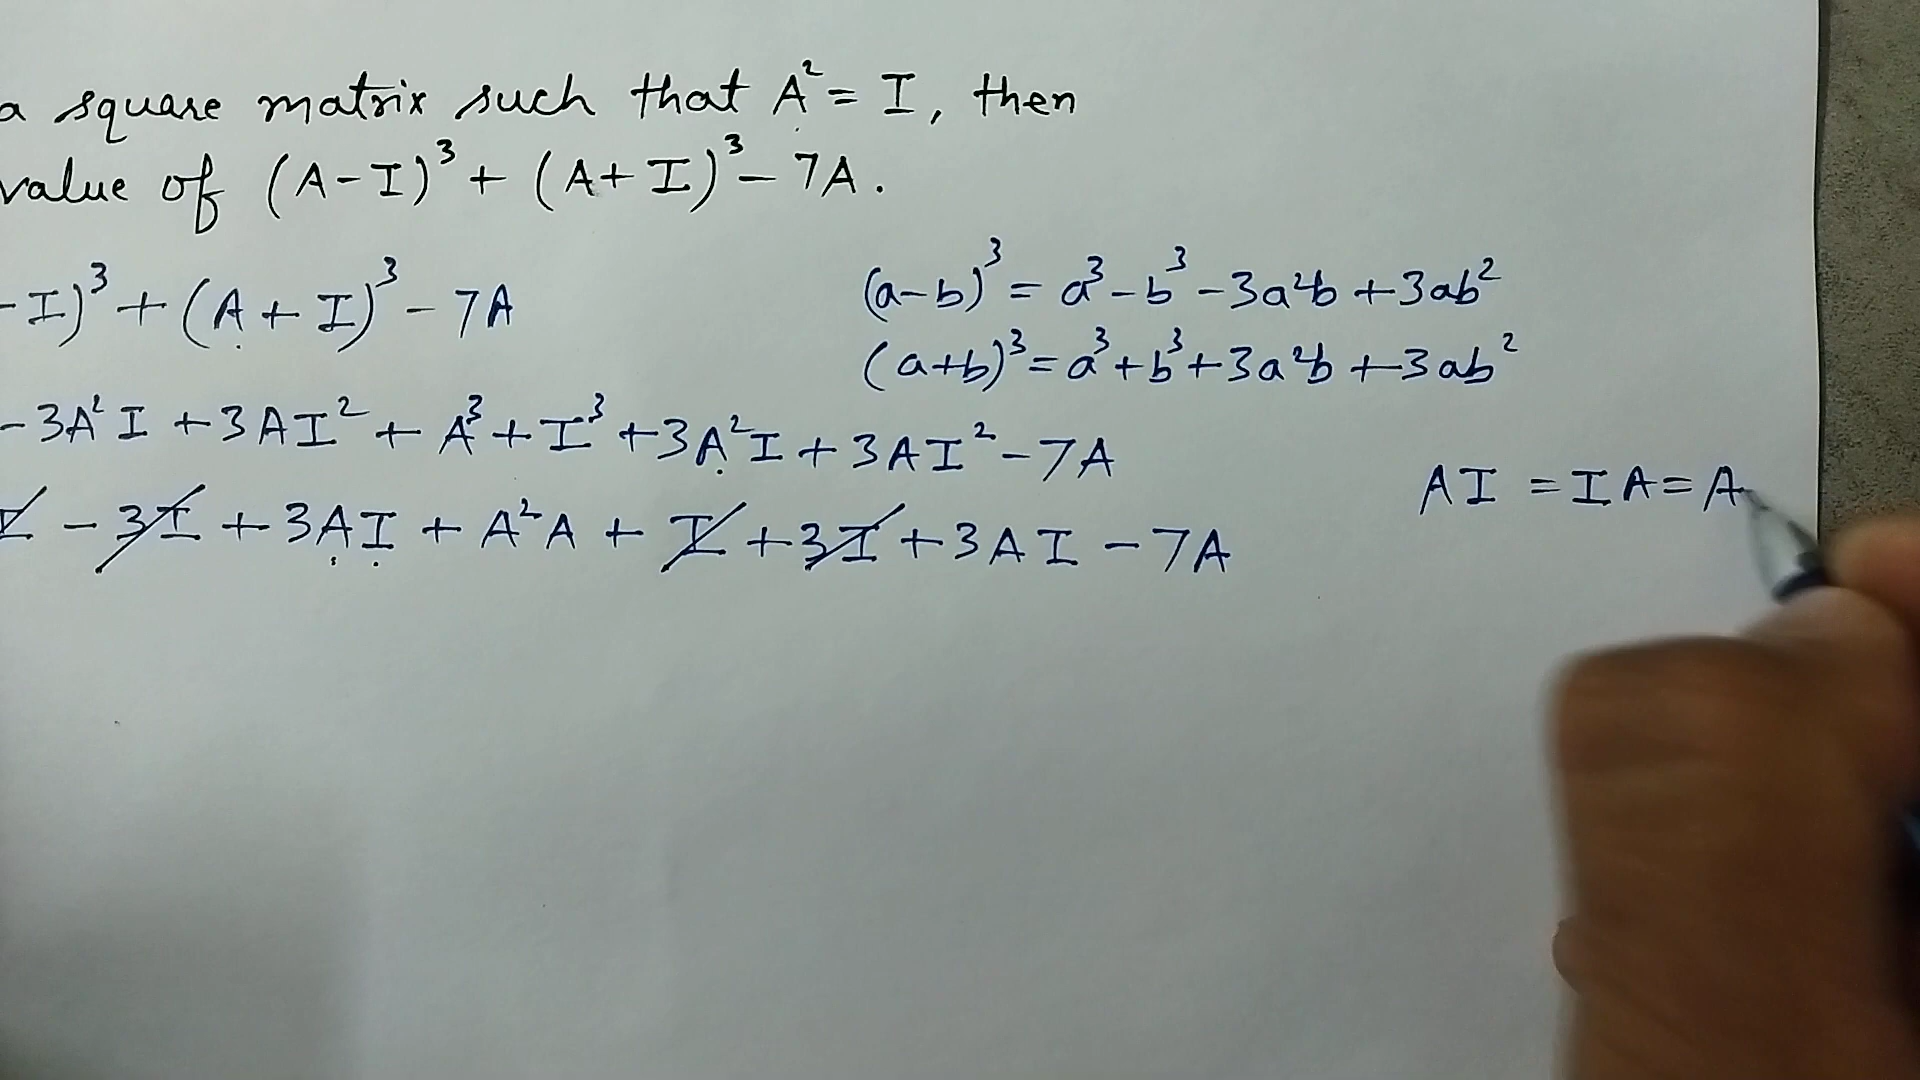 a square matrix such that A² = I, then
value of (A-I)³ + (A+I)³ - 7A.
-I)³ + (A+I)³ - 7A
(a-b)³ = a³-b³-3a²b+3ab²
(a+b)³ = a³+b³+3a²b+3ab²
-3A²I +3AI² + A³ + I³ +3A²I +3AI² -7A
I - 3I + 3AI + A²A + I +3I +3AI -7A
AI = IA = A